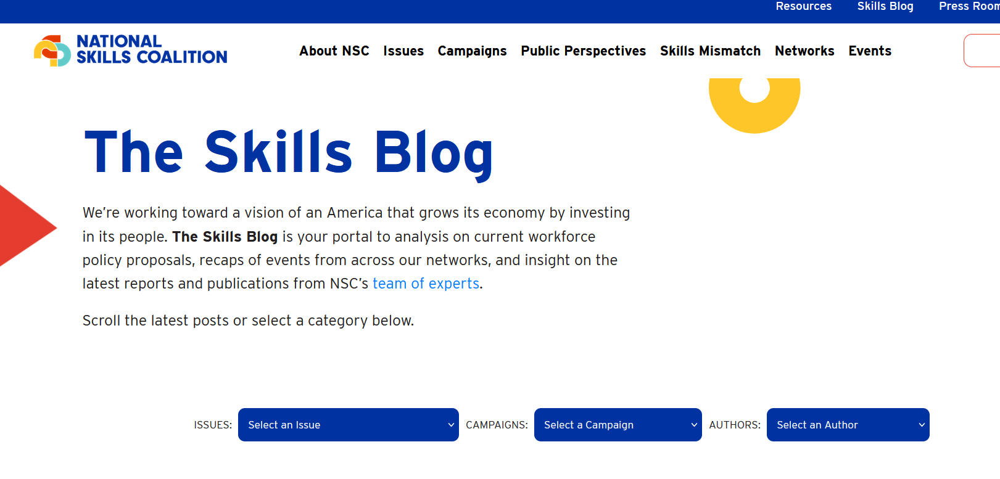 Resources Skills Blog Press Room
NATIONAL
SKILLS COALITION
About NSC Issues Campaigns Public Perspectives Skills Mismatch Networks Events
The Skills Blog
We’re working toward a vision of an America that grows its economy by investing
in its people. The Skills Blog is your portal to analysis on current workforce
policy proposals, recaps of events from across our networks, and insight on the
latest reports and publications from NSC’s team of experts.
Scroll the latest posts or select a category below.
ISSUES: Select an Issue CAMPAIGNS: Select a Campaign AUTHORS: Select an Author